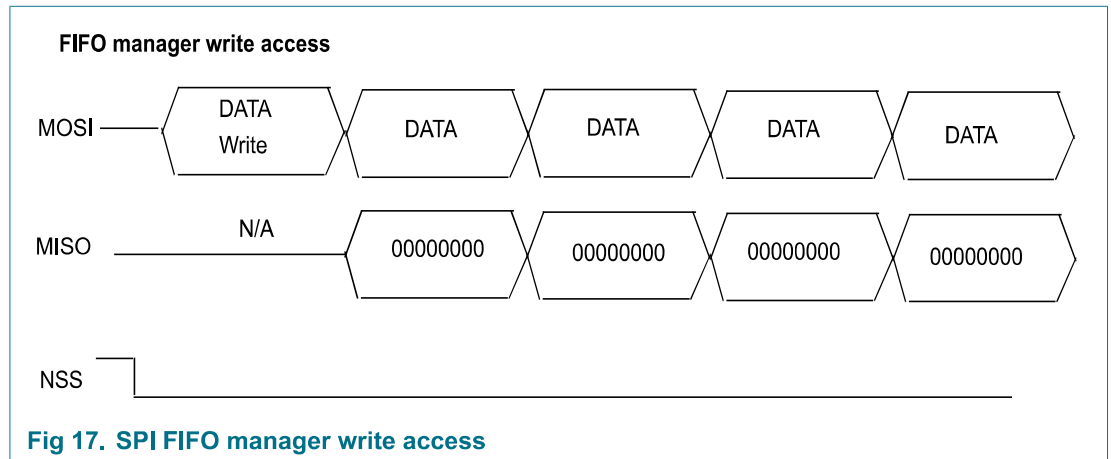 FIFO manager write access
DATA
Write
MOSI
DATA
DATA
DATA
DATA
N/A
MISO
00000000
00000000
00000000
00000000
NSS
Fig 17. SPI FIFO manager write access